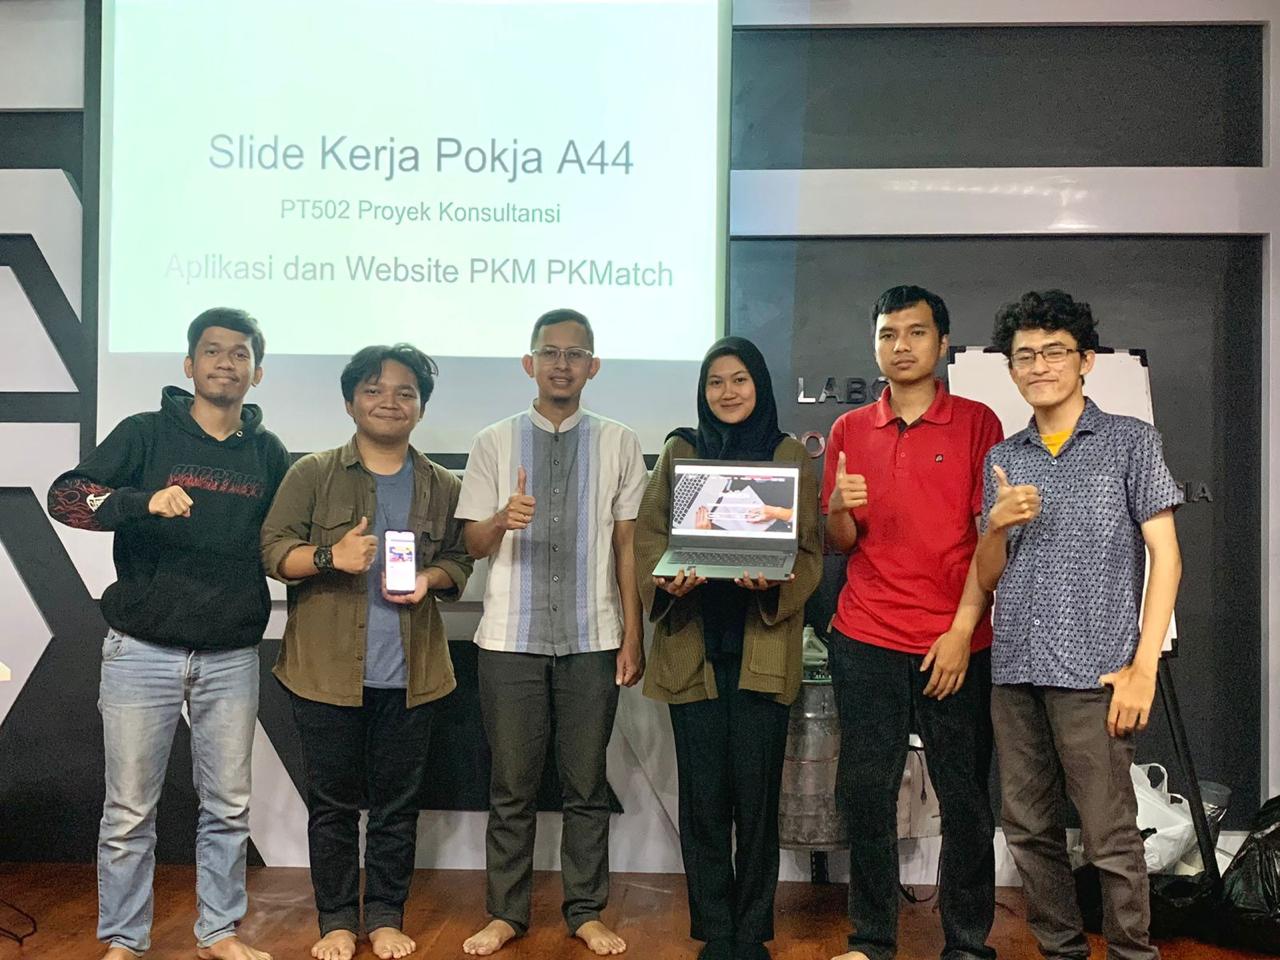 Slide Kerja Pokja A44
PT502 Proyek Konsultansi
Aplikasi dan Website PKM PKMatch